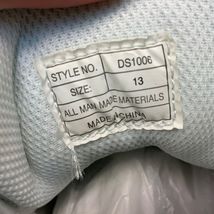 STYLE NO. DS1006
SIZE: 13
ALL MAN MADE MATERIALS
MADE IN CHINA